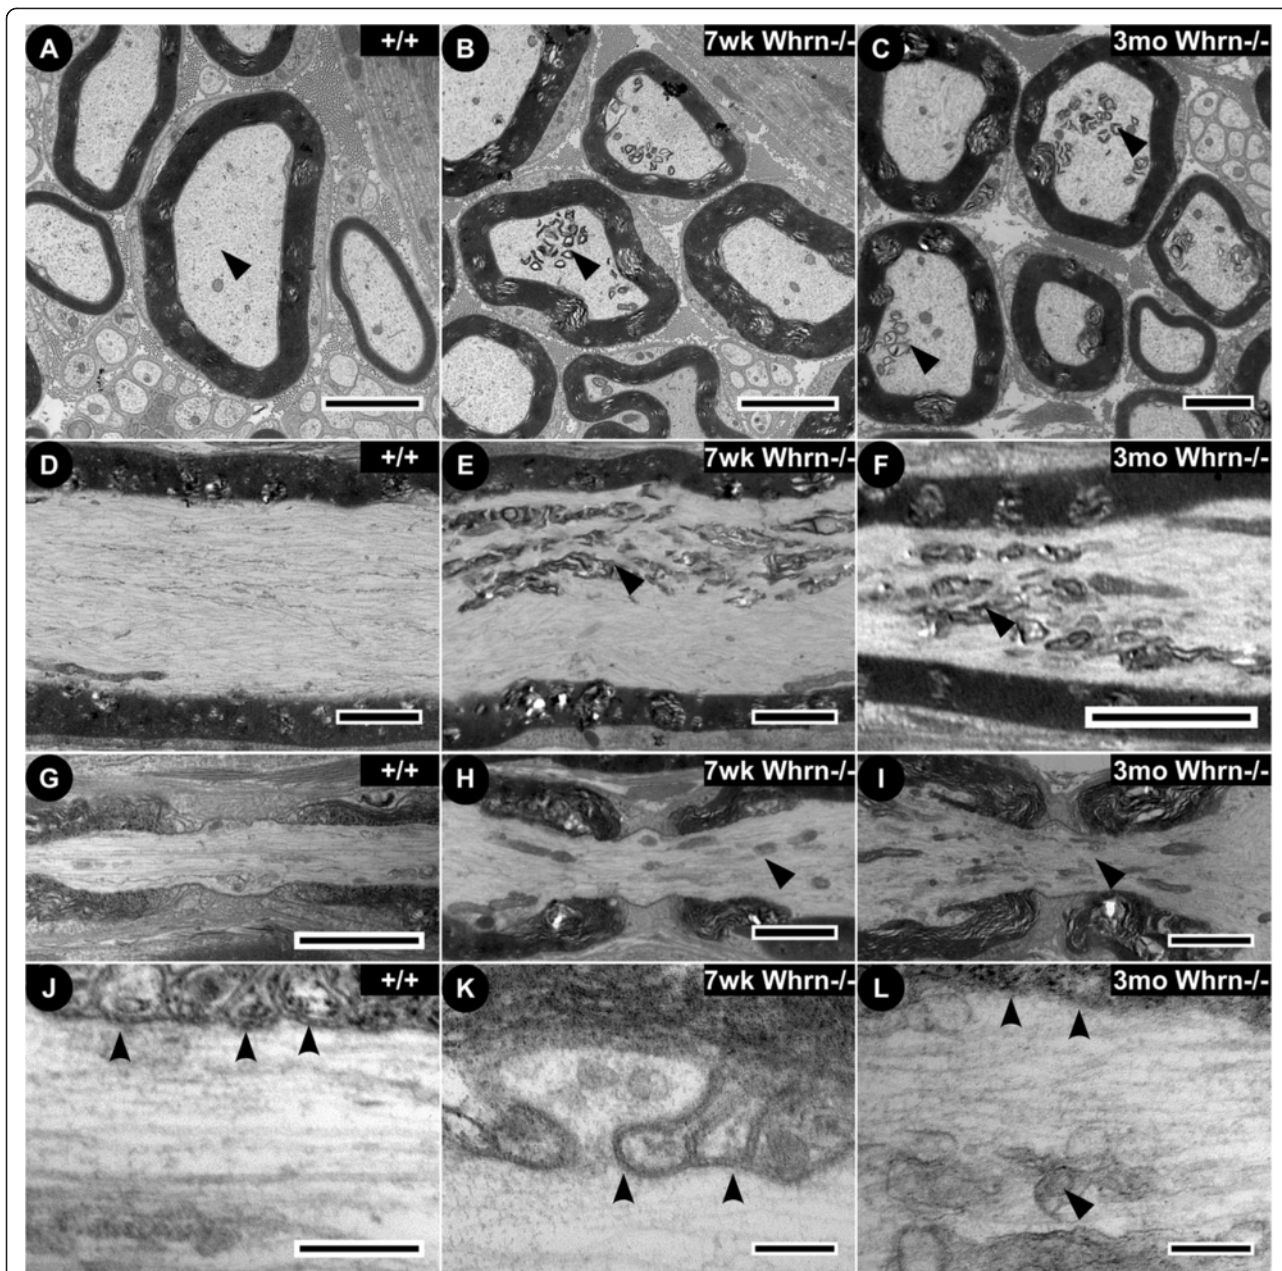 A +/+
B 7wk Whrn-/-
C 3mo Whrn-/-
D +/+
E 7wk Whrn-/-
F 3mo Whrn-/-
G +/+
H 7wk Whrn-/-
I 3mo Whrn-/-
J +/+
K 7wk Whrn-/-
L 3mo Whrn-/-